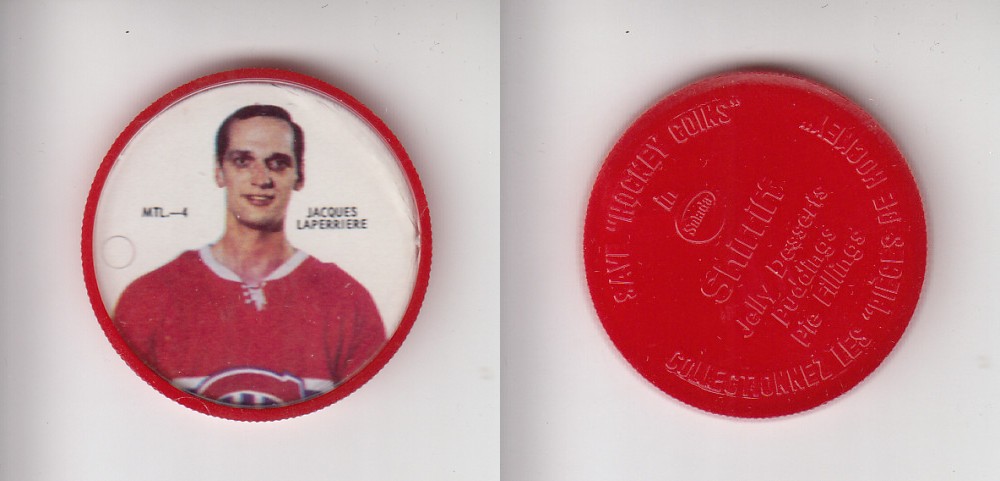 MTL.—4
JACQUES
LAPERRIERE
SAVE "HOCKEY COINS"
In
Salada
Shirriff
Jelly Desserts
Puddings
Pie Fillings
COLLECTIONNEZ LES "PIÈCES DE HOCKEY"